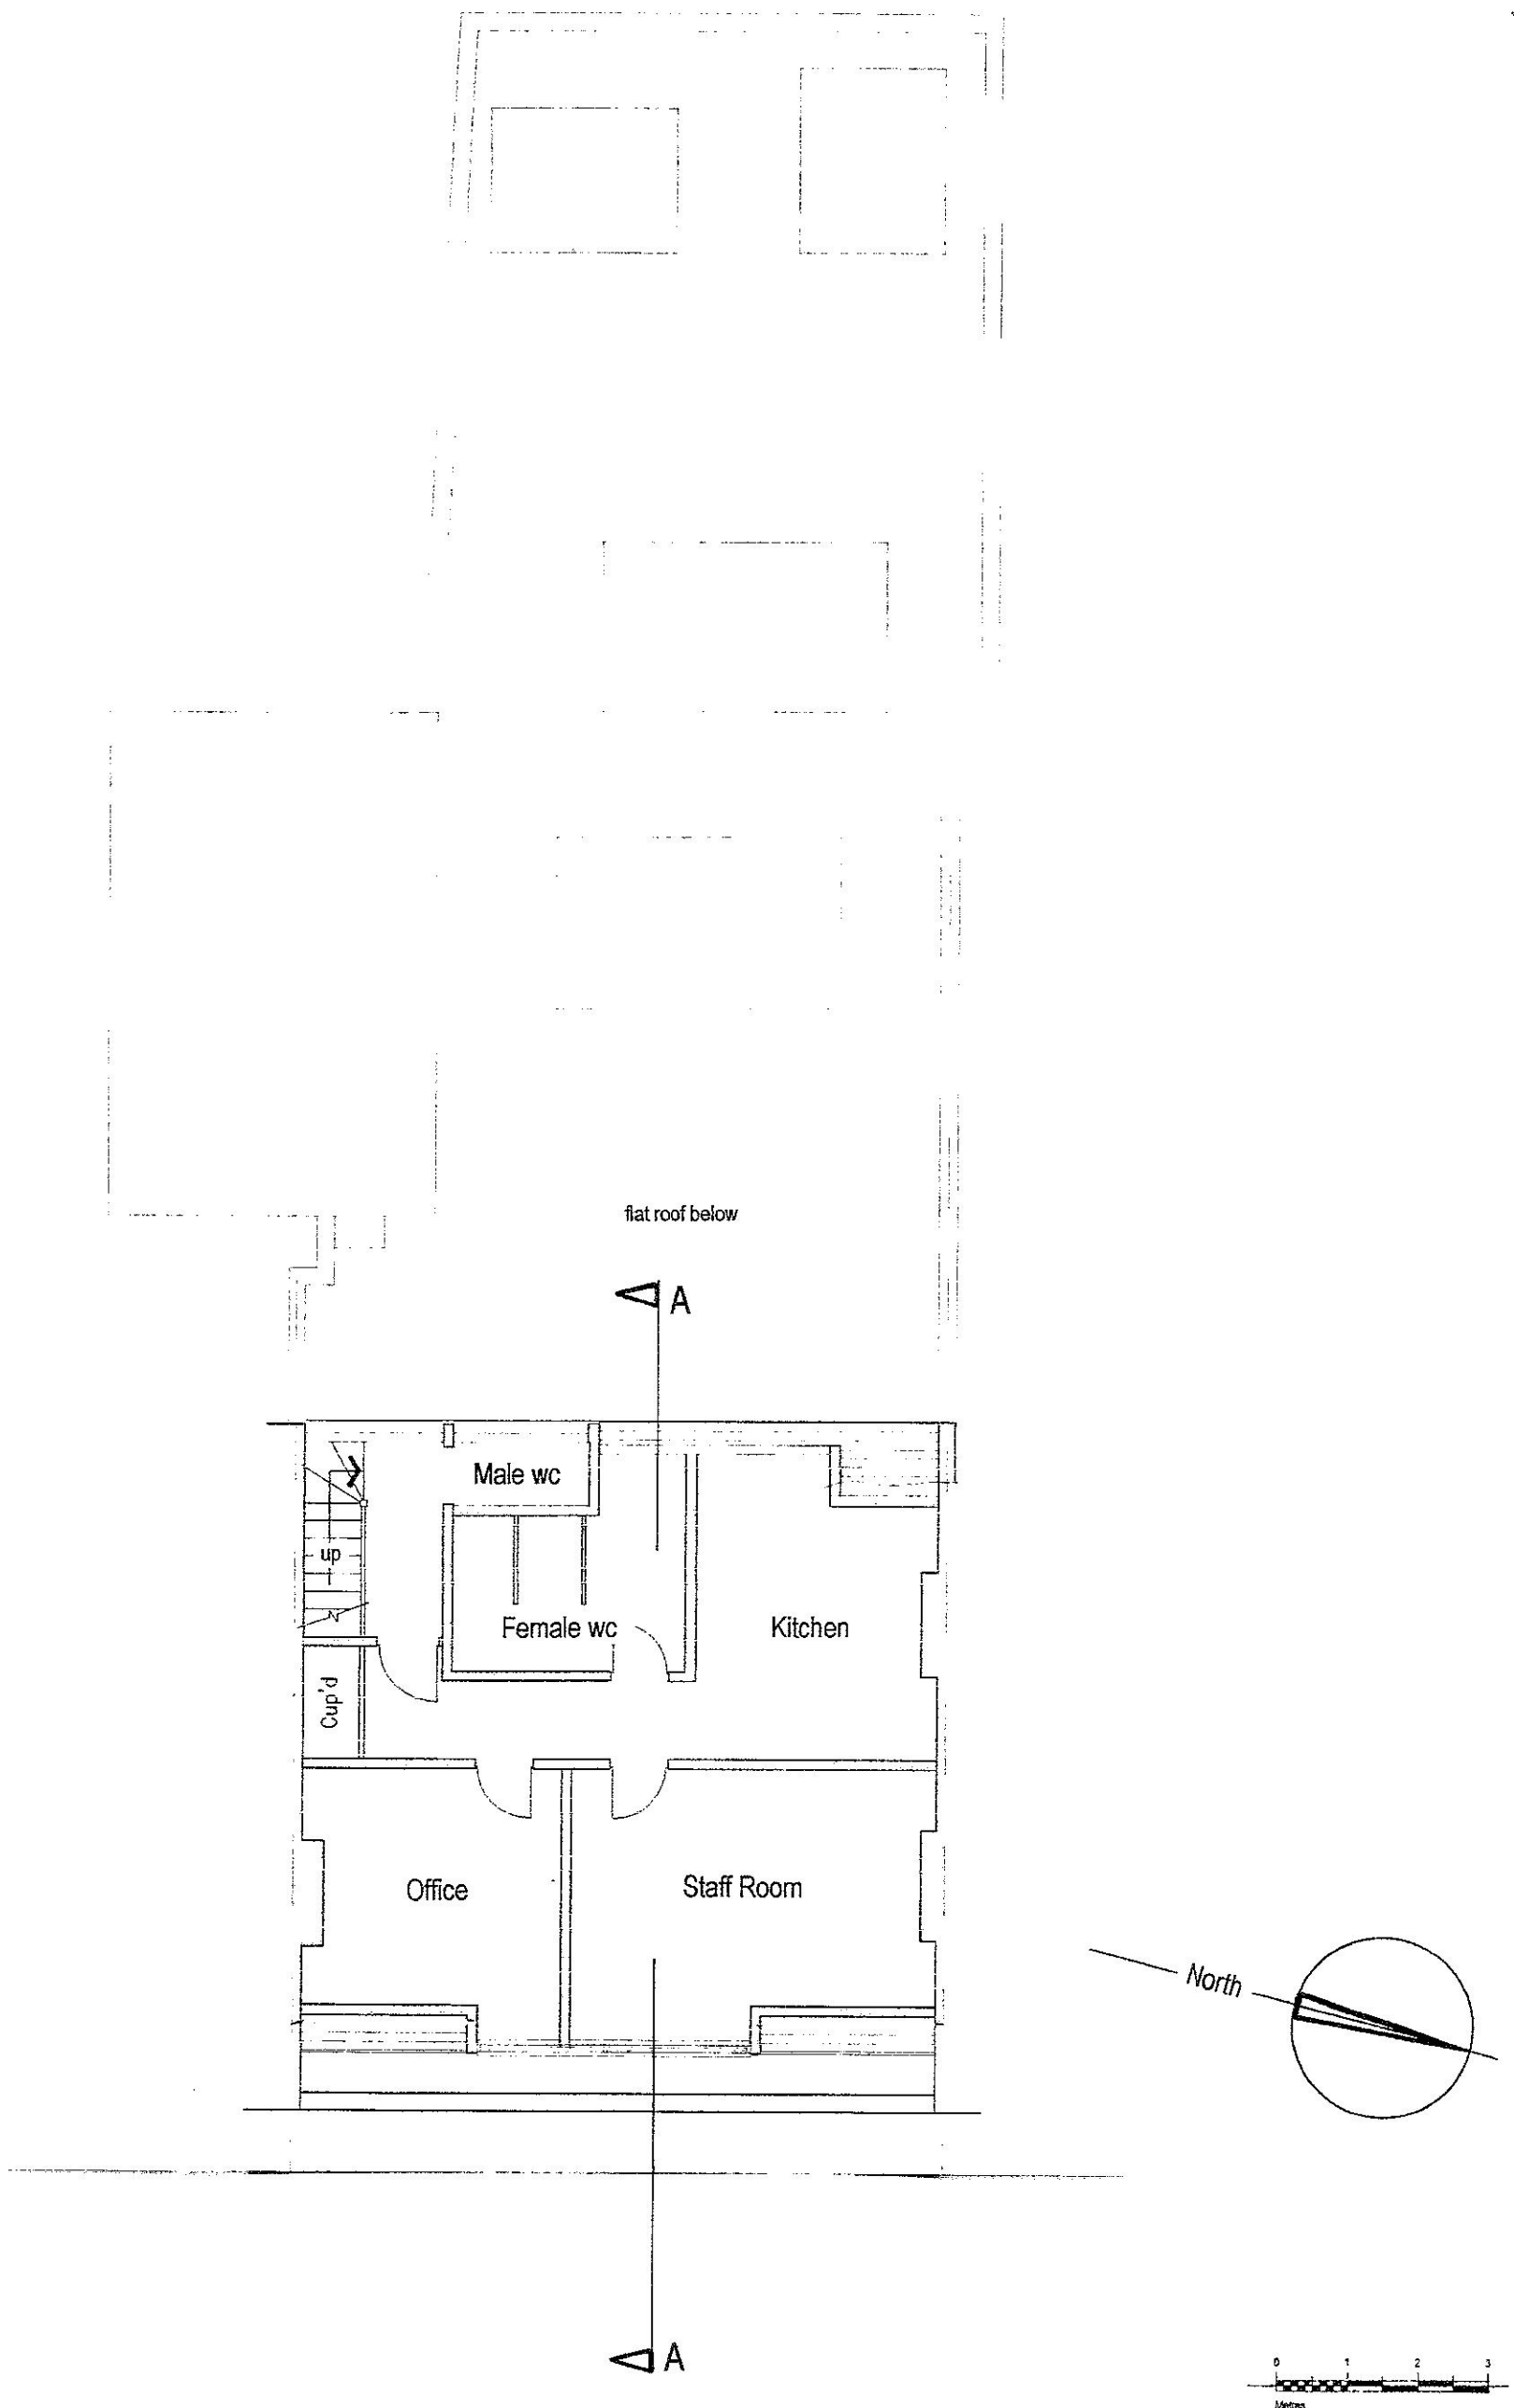 flat roof below
A
Male wc
up
Female wc
Kitchen
Cup'd
Office
Staff Room
North
A
0 1 2 3
Metres